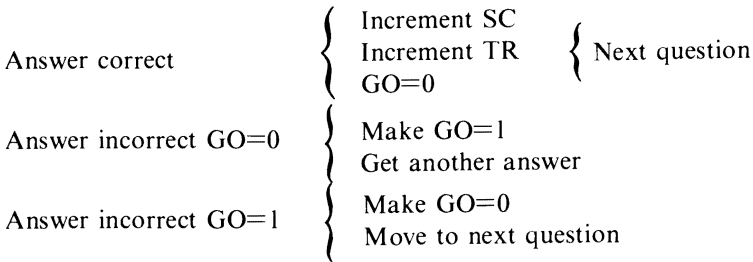 Increment SC
Answer correct Increment TR Next question
GO=0
Answer incorrect GO=0 Make GO=1
Get another answer
Answer incorrect GO=1 Make GO=0
Move to next question